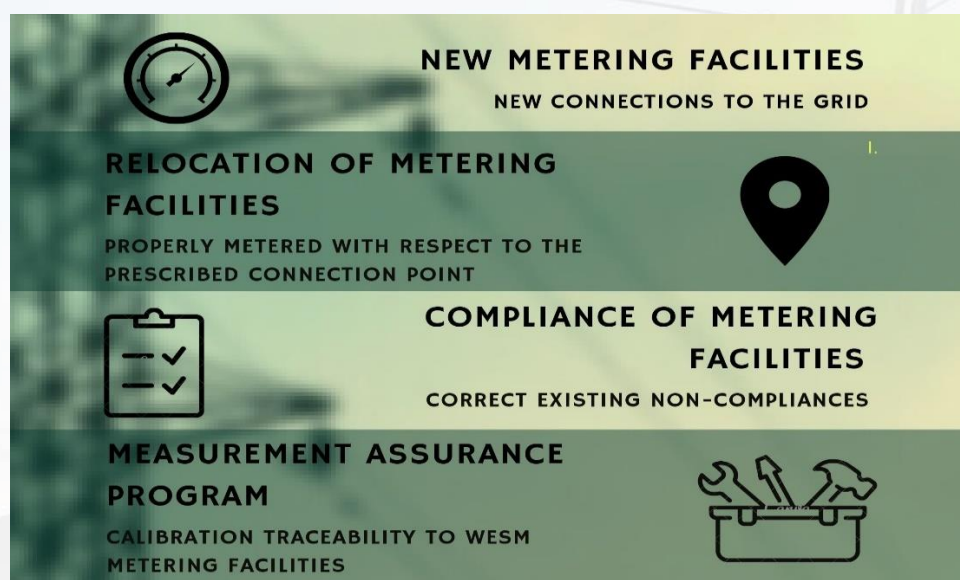 NEW METERING FACILITIES
NEW CONNECTIONS TO THE GRID
I.
RELOCATION OF METERING
FACILITIES
PROPERLY METERED WITH RESPECT TO THE
PRESCRIBED CONNECTION POINT
COMPLIANCE OF METERING
FACILITIES
CORRECT EXISTING NON-COMPLIANCES
MEASUREMENT ASSURANCE
PROGRAM
CALIBRATION TRACEABILITY TO WESM
METERING FACILITIES